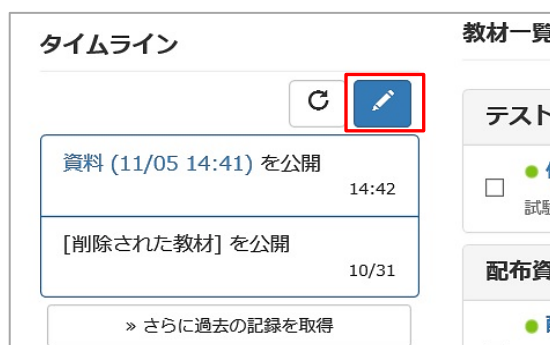 タイムライン
資料 (11/05 14:41) を公開
14:42
[削除された教材] を公開
10/31
» さらに過去の記録を取得
教材一覧
テスト
試験
配布資